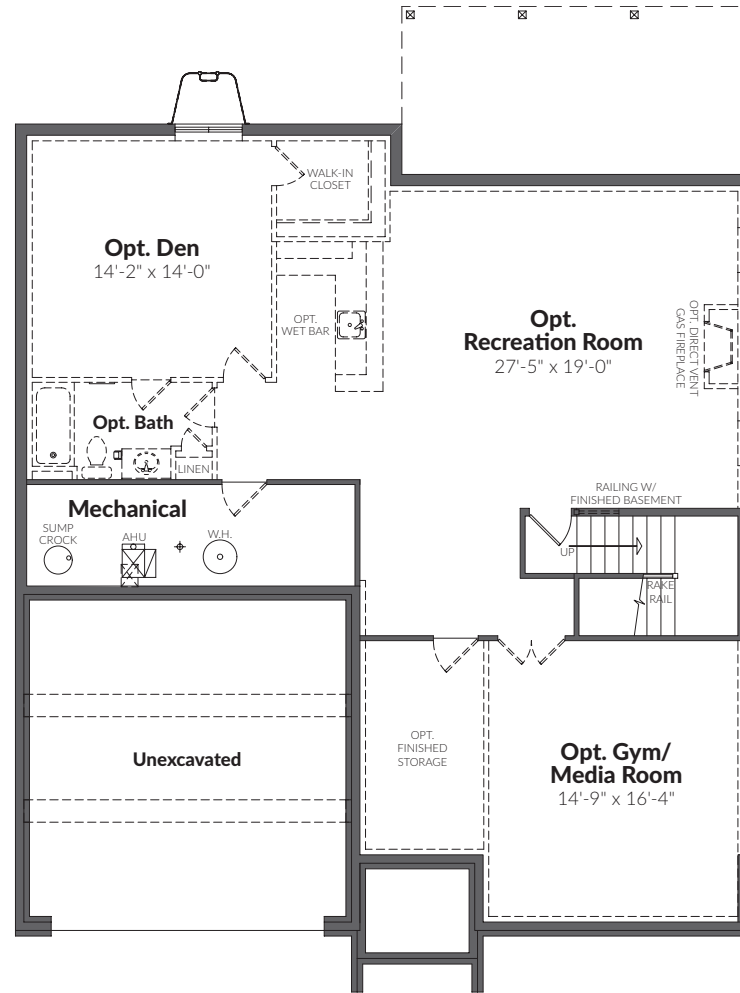 WALK-IN
CLOSET
Opt. Den
14'-2" x 14'-0"
OPT.
WET BAR
Opt.
Recreation Room
27'-5" x 19'-0"
OPT. DIRECT VENT
GAS FIREPLACE
Opt. Bath
LINEN
Mechanical
SUMP
CROCK
AHU
W.H.
RAILING W/
FINISHED BASEMENT
UP
RAKE
RAIL
Unexcavated
OPT.
FINISHED
STORAGE
Opt. Gym/
Media Room
14'-9" x 16'-4"